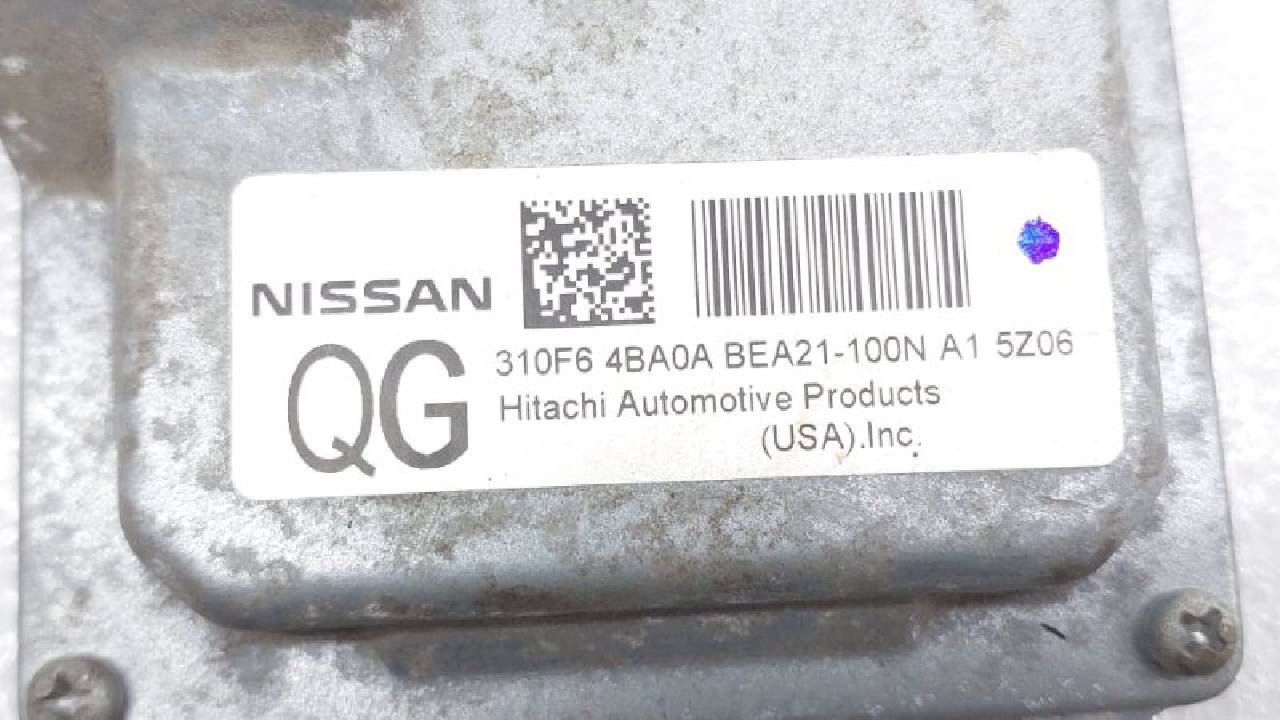 NISSAN
QG
310F6 4BA0A BEA21-100N A1 5Z06
Hitachi Automotive Products
(USA).Inc.